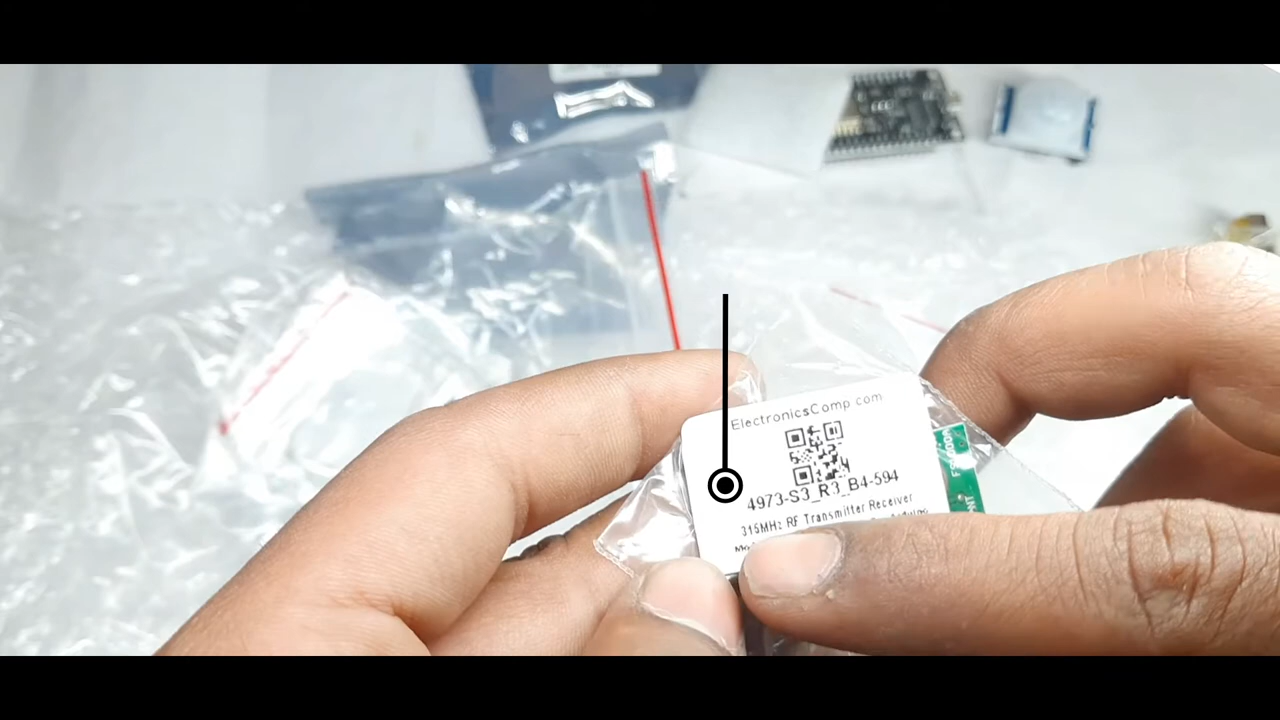 ElectronicsComp.com
4973-S3_R3_B4-594
315MHz RF Transmitter Receiver